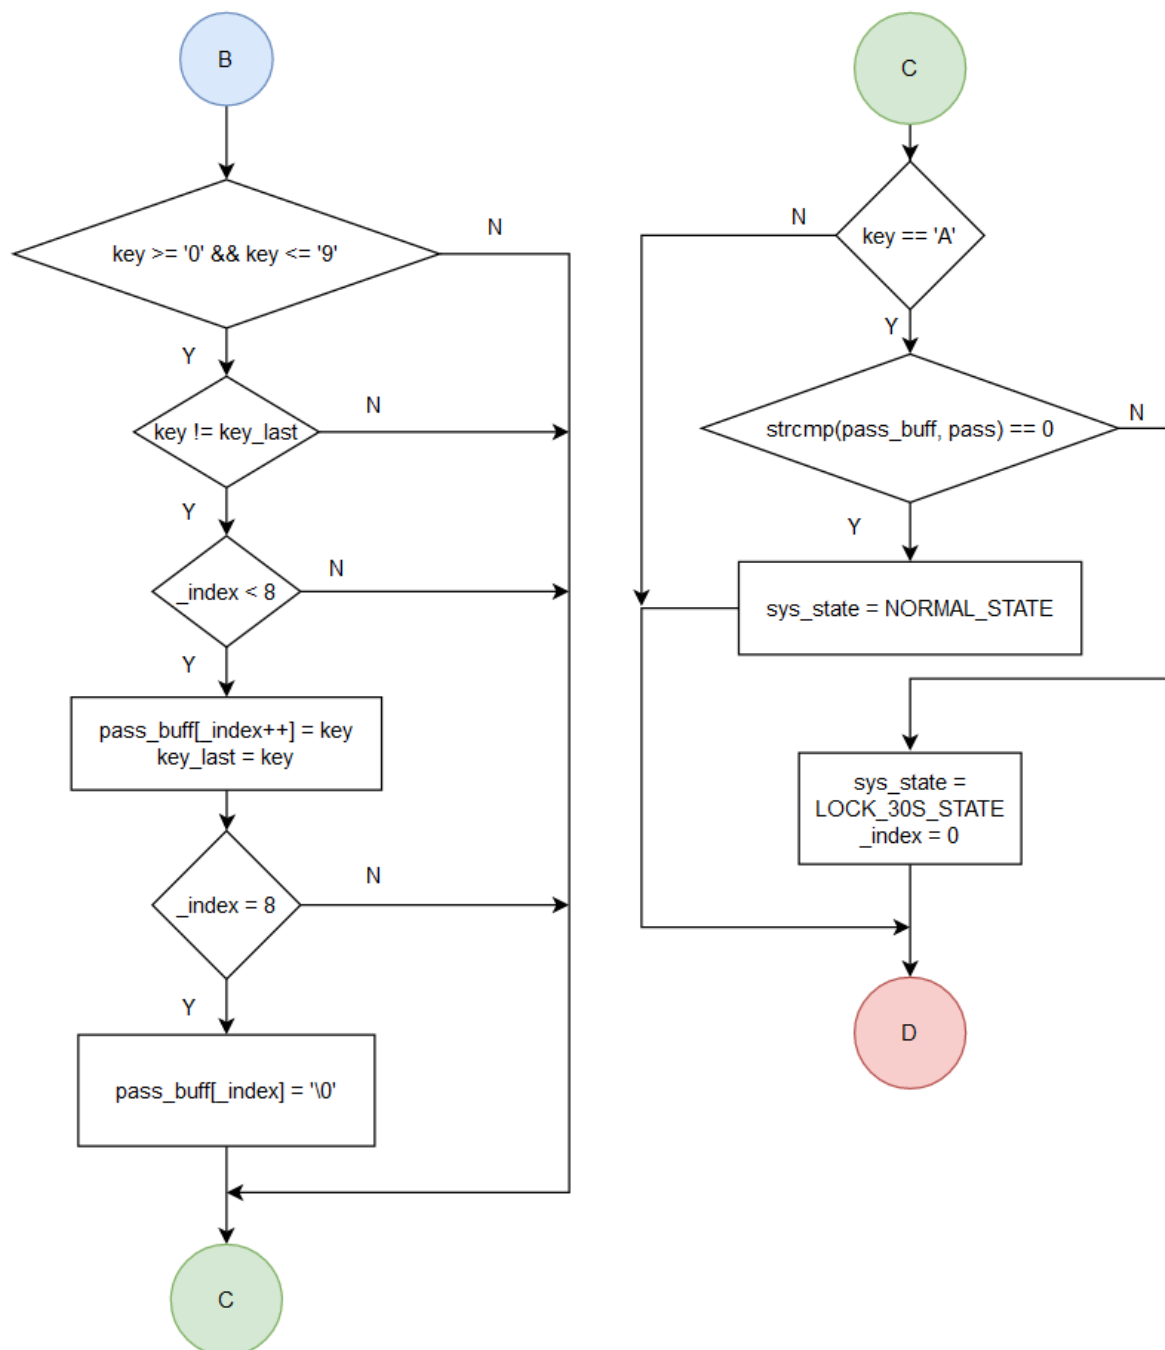 B
key >= '0' && key <= '9'
N
Y
key != key_last
N
Y
_index < 8
N
Y
pass_buff[_index++] = key
key_last = key
_index = 8
N
Y
pass_buff[_index] = '\0'
C
C
key == 'A'
N
Y
strcmp(pass_buff, pass) == 0
N
Y
sys_state = NORMAL_STATE
sys_state =
LOCK_30S_STATE
_index = 0
D